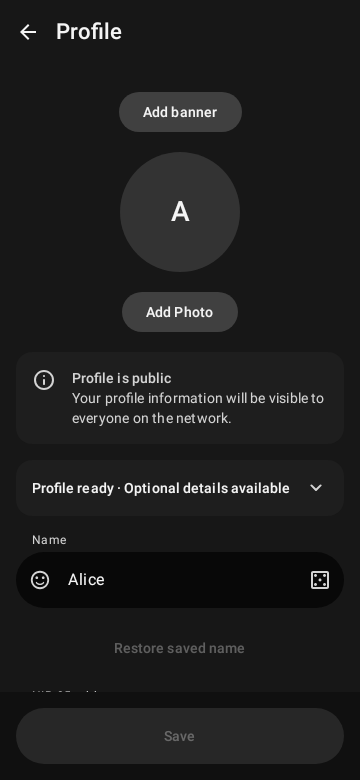 Profile
Add banner
A
Add Photo
Profile is public
Your profile information will be visible to
everyone on the network.
Profile ready · Optional details available
Name
Alice
Restore saved name
Save